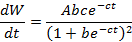 dW/dt = Abce^{-ct}/(1 + be^{-ct})^2